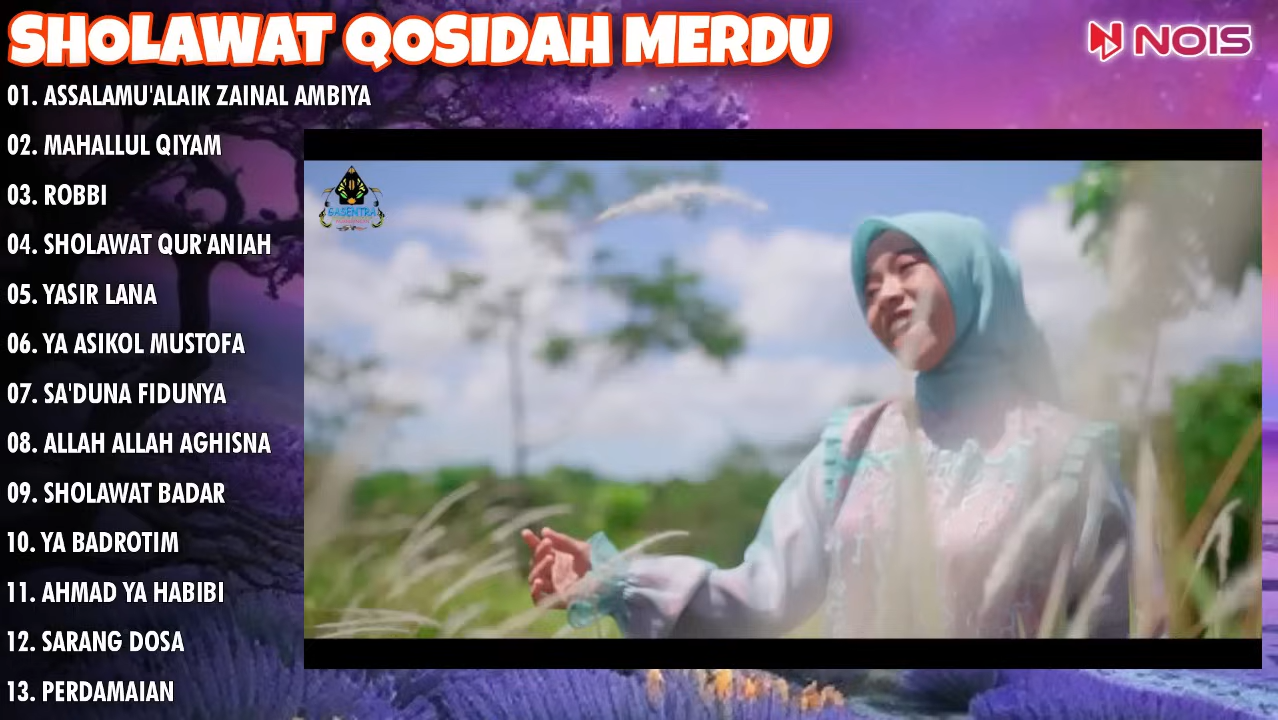 SHOLAWAT QOSIDAH MERDU
NOIS
01. ASSALAMU'ALAIK ZAINAL AMBIYA
02. MAHALLUL QIYAM
03. ROBBI
04. SHOLAWAT QUR'ANIAH
05. YASIR LANA
06. YA ASIKOL MUSTOFA
07. SA'DUNA FIDUNYA
08. ALLAH ALLAH AGHISNA
09. SHOLAWAT BADAR
10. YA BADROTIM
11. AHMAD YA HABIBI
12. SARANG DOSA
13. PERDAMAIAN
GASENTRA